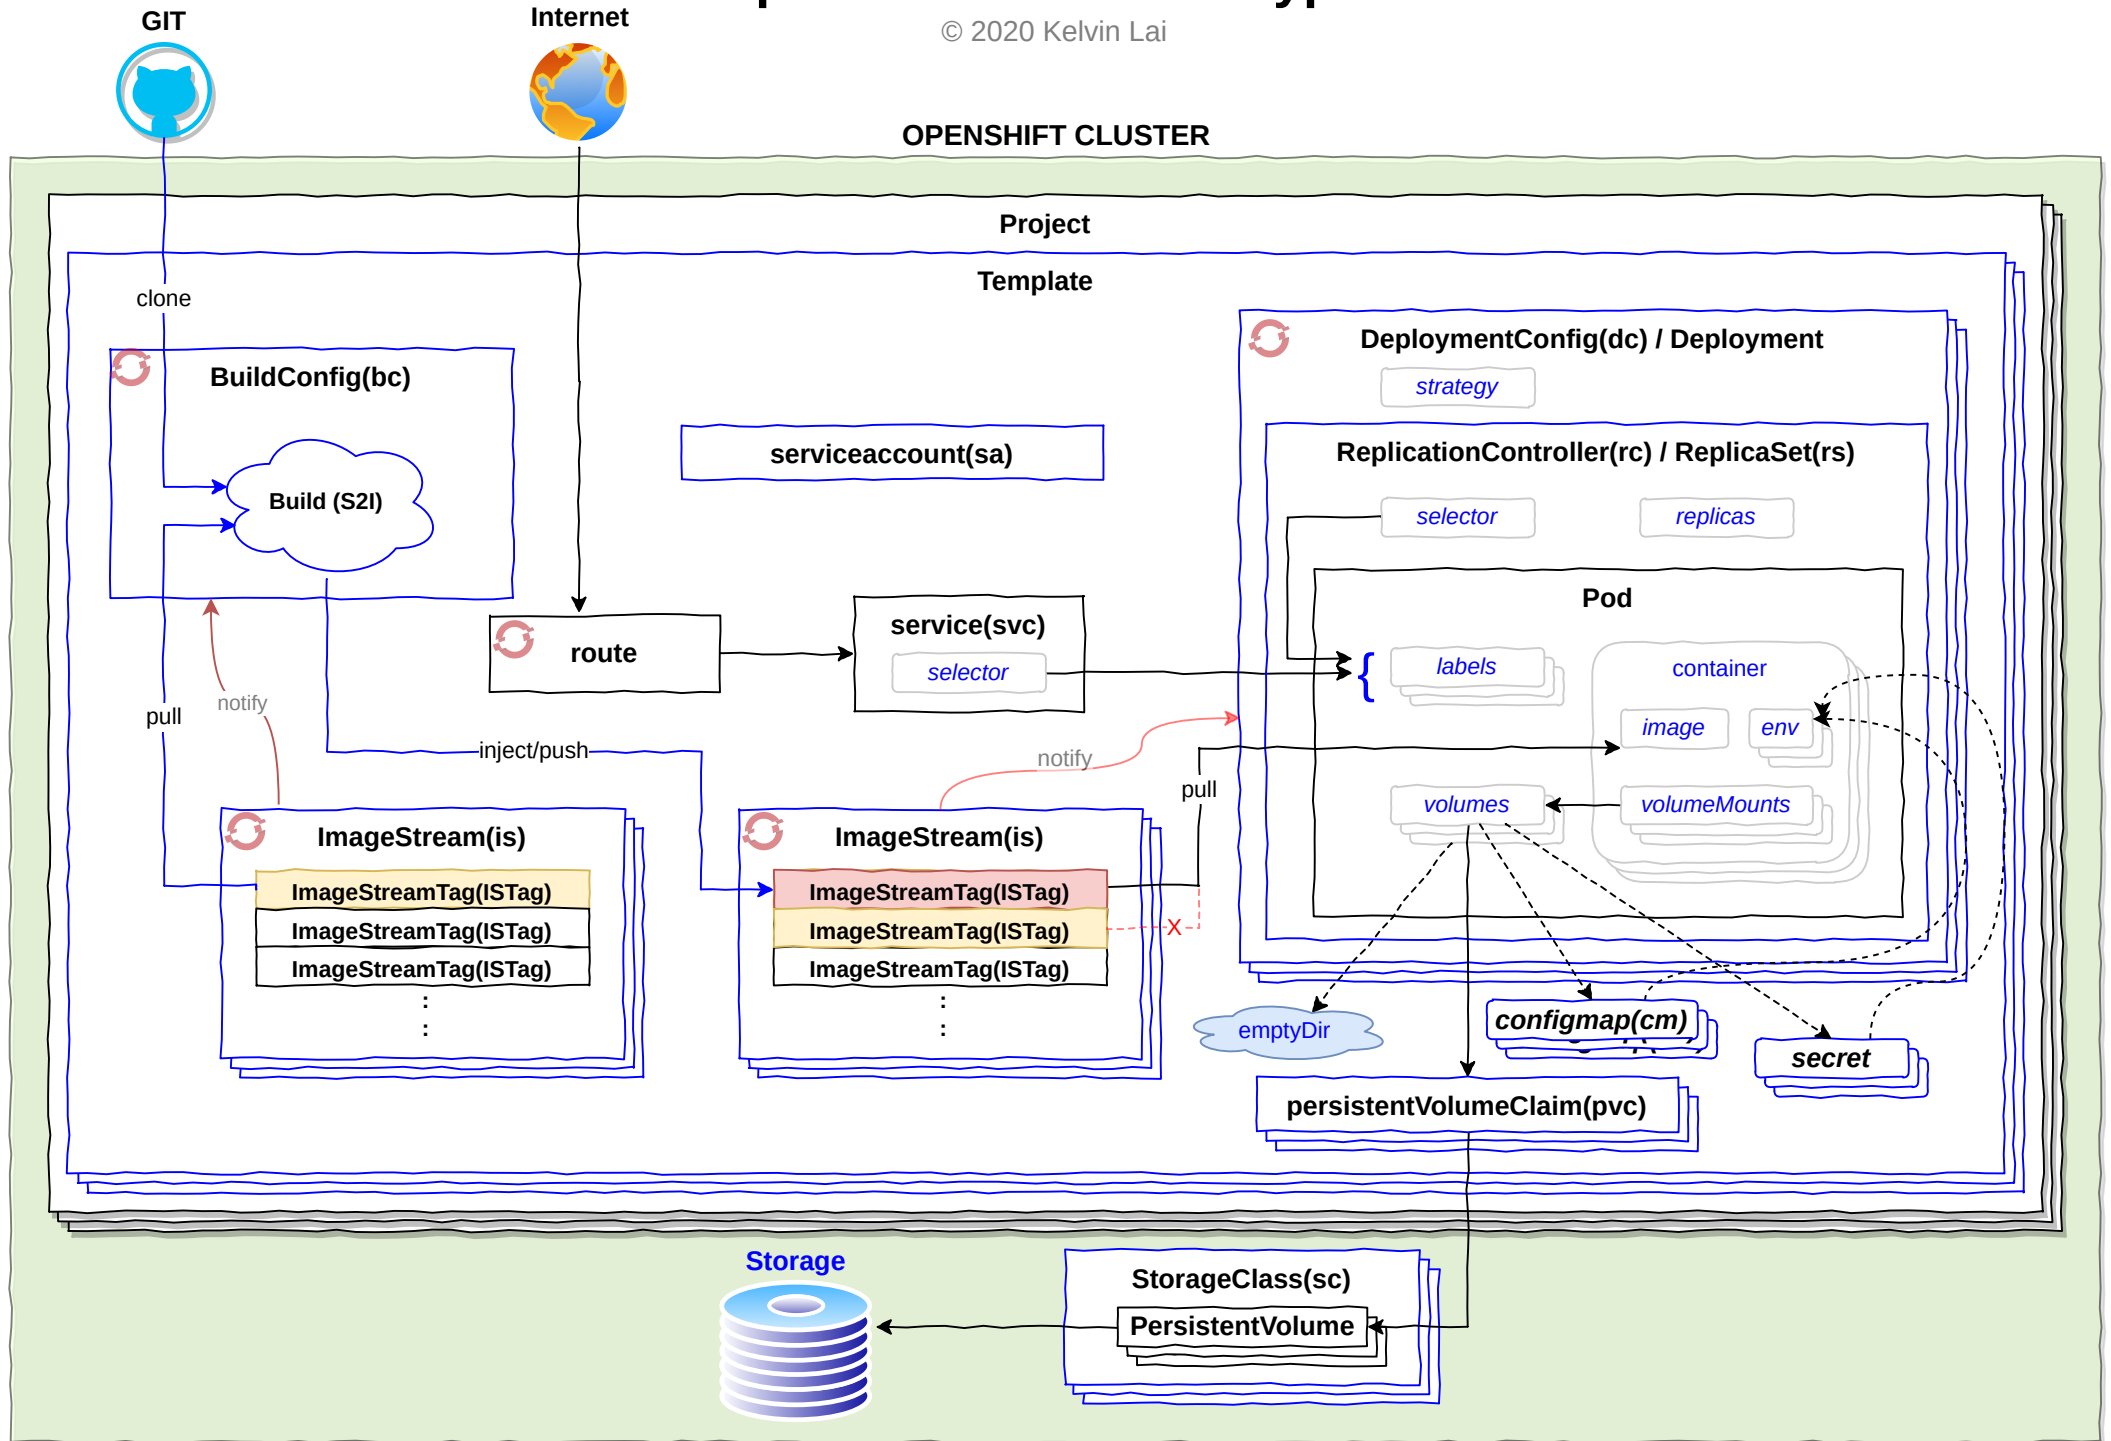 GIT
Internet
© 2020 Kelvin Lai
OPENSHIFT CLUSTER
Project
Template
clone
BuildConfig(bc)
Build (S2I)
serviceaccount(sa)
DeploymentConfig(dc) / Deployment
strategy
ReplicationController(rc) / ReplicaSet(rs)
selector
replicas
Pod
{
labels
container
image
env
volumes
volumeMounts
route
service(svc)
selector
notify
pull
inject/push
notify
pull
ImageStream(is)
ImageStreamTag(ISTag)
ImageStreamTag(ISTag)
ImageStreamTag(ISTag)
:
:
ImageStream(is)
ImageStreamTag(ISTag)
ImageStreamTag(ISTag)
ImageStreamTag(ISTag)
:
:
X
emptyDir
configmap(cm)
secret
persistentVolumeClaim(pvc)
Storage
StorageClass(sc)
PersistentVolume